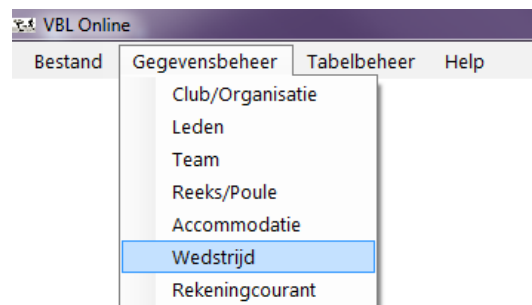 VBL Online
Bestand Gegevensbeheer Tabelbeheer Help
Club/Organisatie
Leden
Team
Reeks/Poule
Accommodatie
Wedstrijd
Rekeningcourant